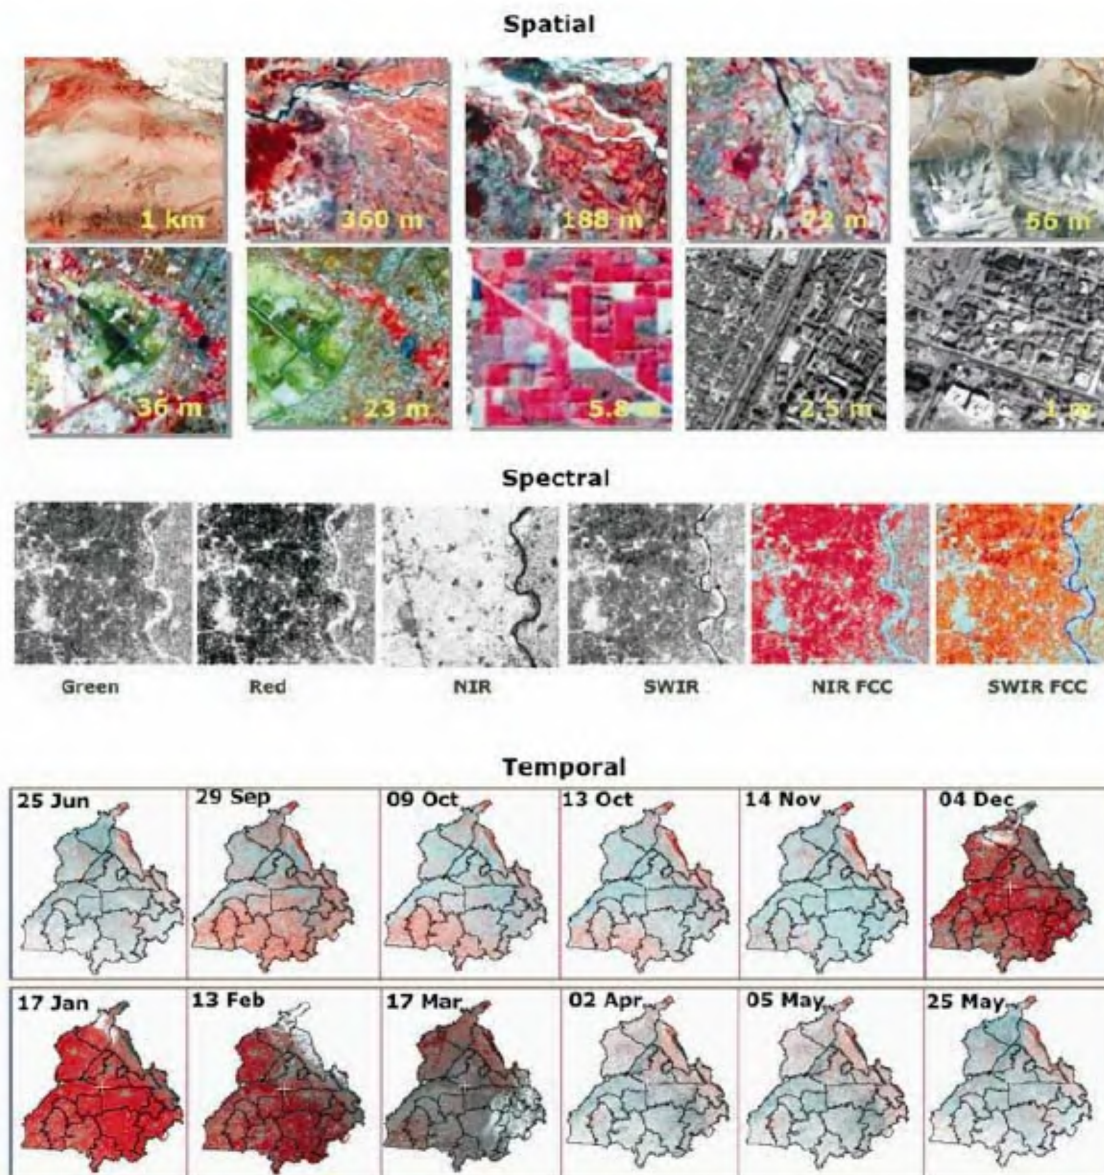 Spatial
1 km 360 m 188 m 72 m 56 m
36 m 23 m 5.8 m 2.5 m 1 m
Spectral
Green Red NIR SWIR NIR FCC SWIR FCC
Temporal
25 Jun 29 Sep 09 Oct 13 Oct 14 Nov 04 Dec
17 Jan 13 Feb 17 Mar 02 Apr 05 May 25 May